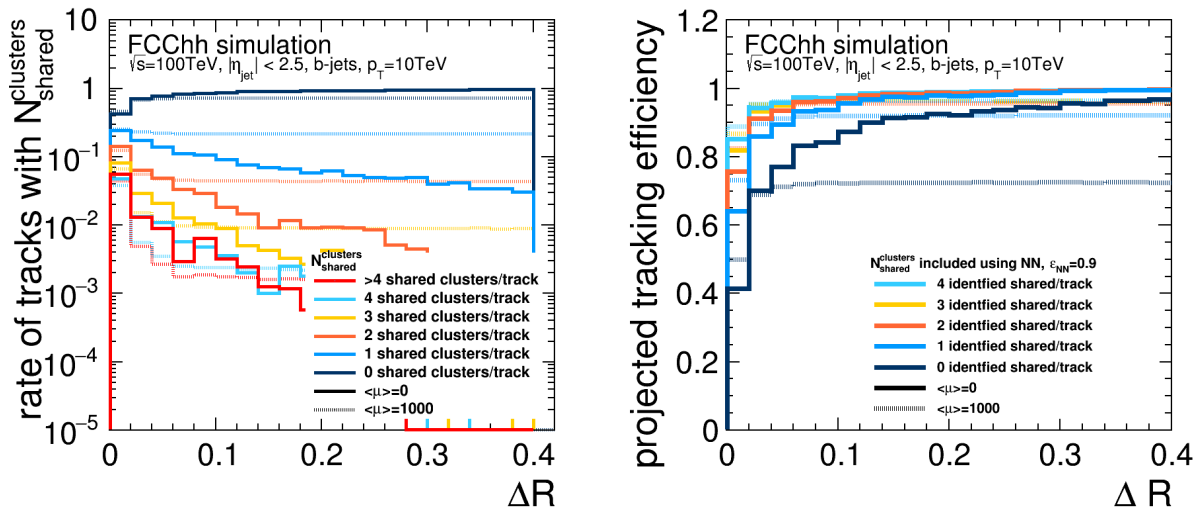 rate of tracks with N^clusters_shared
10
1
10^−1
10^−2
10^−3
10^−4
10^−5
FCChh simulation
√s=100TeV, |η_jet| < 2.5, b-jets, p_T=10TeV
N^clusters_shared
>4 shared clusters/track
4 shared clusters/track
3 shared clusters/track
2 shared clusters/track
1 shared clusters/track
0 shared clusters/track
<μ>=0
<μ>=1000
0 0.1 0.2 0.3 0.4
ΔR
projected tracking efficiency
1.2
1
0.8
0.6
0.4
0.2
0
FCChh simulation
√s=100TeV, |η_jet| < 2.5, b-jets, p_T=10TeV
N^clusters_shared included using NN, ε_NN=0.9
4 identfied shared/track
3 identfied shared/track
2 identfied shared/track
1 identfied shared/track
0 identfied shared/track
<μ>=0
<μ>=1000
0 0.1 0.2 0.3 0.4
Δ R